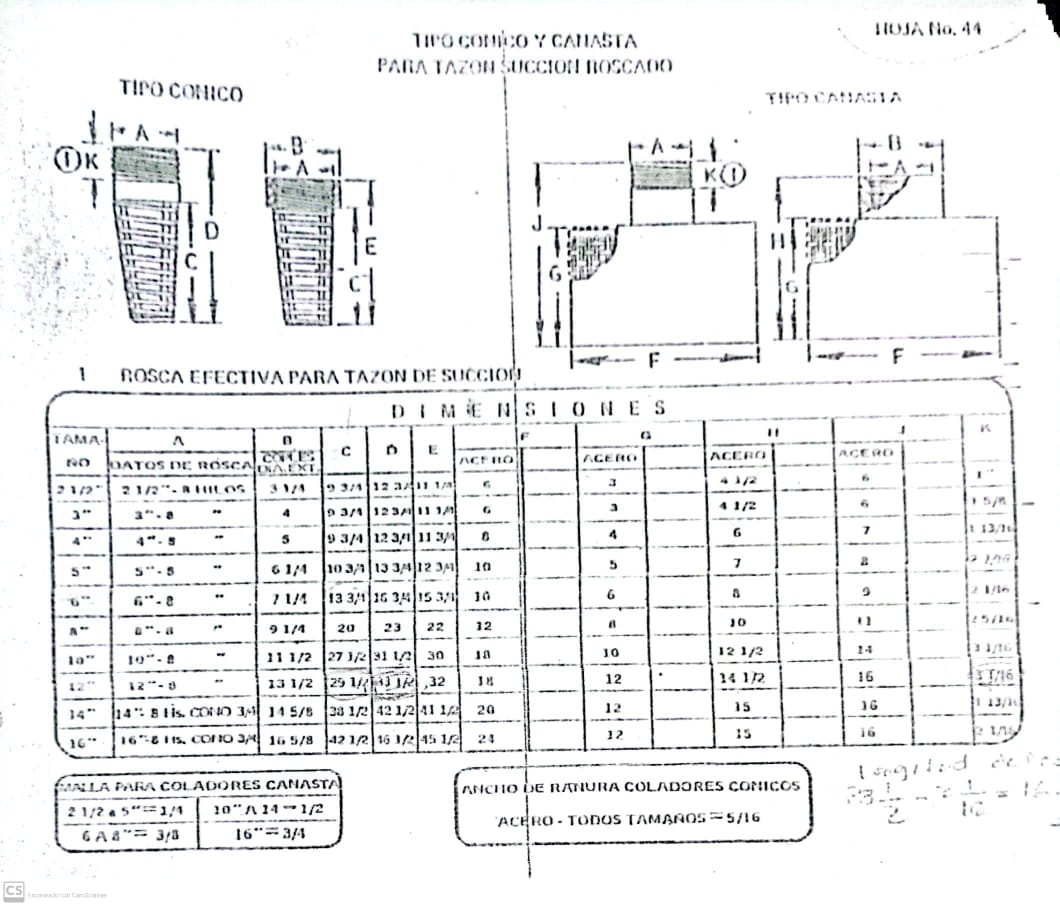 HOJA No. 44
TIPO CONICO Y CANASTA
PARA TAZON SUCCION ROSCADO
TIPO CONICO
TIPO CANASTA
A
1 K
D
C
B
A
E
C
A
K 1
J
G
F
B
A
H
G
F
1 ROSCA EFECTIVA PARA TAZON DE SUCCION
DIMENSIONES
TAMA-ÑO A DATOS DE ROSCA B COPLES DIA.EXT. C D E F ACERO G ACERO H ACERO J ACERO K
2 1/2" 2 1/2"-8 HILOS 3 1/4 9 3/4 12 3/4 11 1/4 6 3 4 1/2 6 1"
3" 3"-8 " 4 9 3/4 12 3/4 11 1/4 6 3 4 1/2 6 1 5/8
4" 4"-8 " 5 9 3/4 12 3/4 11 3/4 8 4 6 7 1 13/16
5" 5"-8 " 6 1/4 10 3/4 13 3/4 12 3/4 10 5 7 8 2 1/16
6" 6"-8 " 7 1/4 13 3/4 16 3/4 15 3/4 10 6 8 9 2 1/16
8" 8"-8 " 9 1/4 20 23 22 12 8 10 11 2 5/16
10" 10"-8 " 11 1/2 27 1/2 31 1/2 30 18 10 12 1/2 14 3 1/16
12" 12"-8 " 13 1/2 29 1/2 32 18 12 14 1/2 16 3 1/16
14" 14"-8 Hs. CONO 3/4 14 5/8 38 1/2 42 1/2 41 1/2 20 12 15 16 1 13/16
16" 16"-8 Hs. CONO 3/4 16 5/8 42 1/2 46 1/2 45 1/2 24 12 15 16 2 1/16
MALLA PARA COLADORES CANASTA
2 1/2 a 5"=1/4 10" A 14=1/2
6 A 8"= 3/8 16"=3/4
ANCHO DE RANURA COLADORES CONICOS
ACERO - TODOS TAMAÑOS = 5/16
longitud de
CS Escaneado con CamScanner